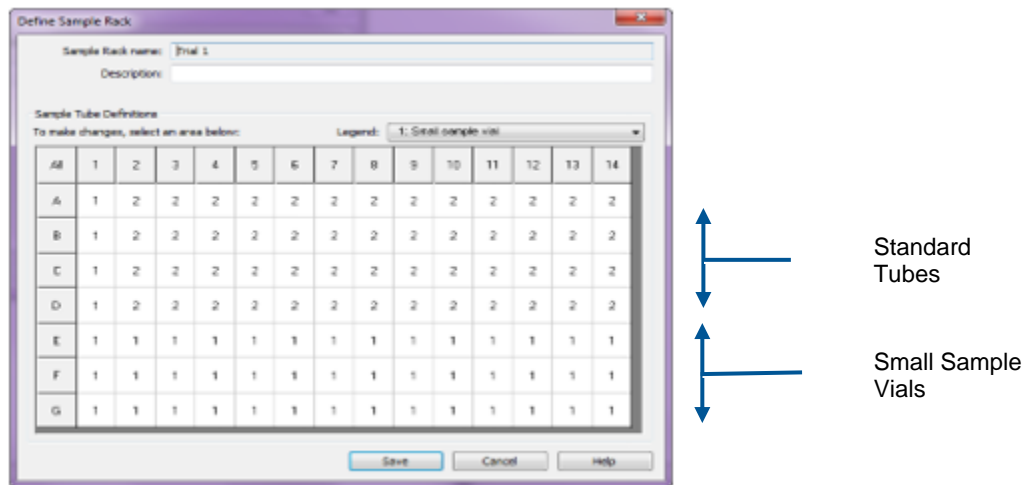 Define Sample Rack
Sample Rack name: Trial 1
Description:
Sample Tube Definitions
To make changes, select an area below:
Legend: 1: Small sample vial
All 1 2 3 4 5 6 7 8 9 10 11 12 13 14
A 1 2 2 2 2 2 2 2 2 2 2 2 2 2
B 1 2 2 2 2 2 2 2 2 2 2 2 2 2
C 1 2 2 2 2 2 2 2 2 2 2 2 2 2
D 1 2 2 2 2 2 2 2 2 2 2 2 2 2
E 1 1 1 1 1 1 1 1 1 1 1 1 1 1
F 1 1 1 1 1 1 1 1 1 1 1 1 1 1
G 1 1 1 1 1 1 1 1 1 1 1 1 1 1
Save Cancel Help
Standard
Tubes
Small Sample
Vials